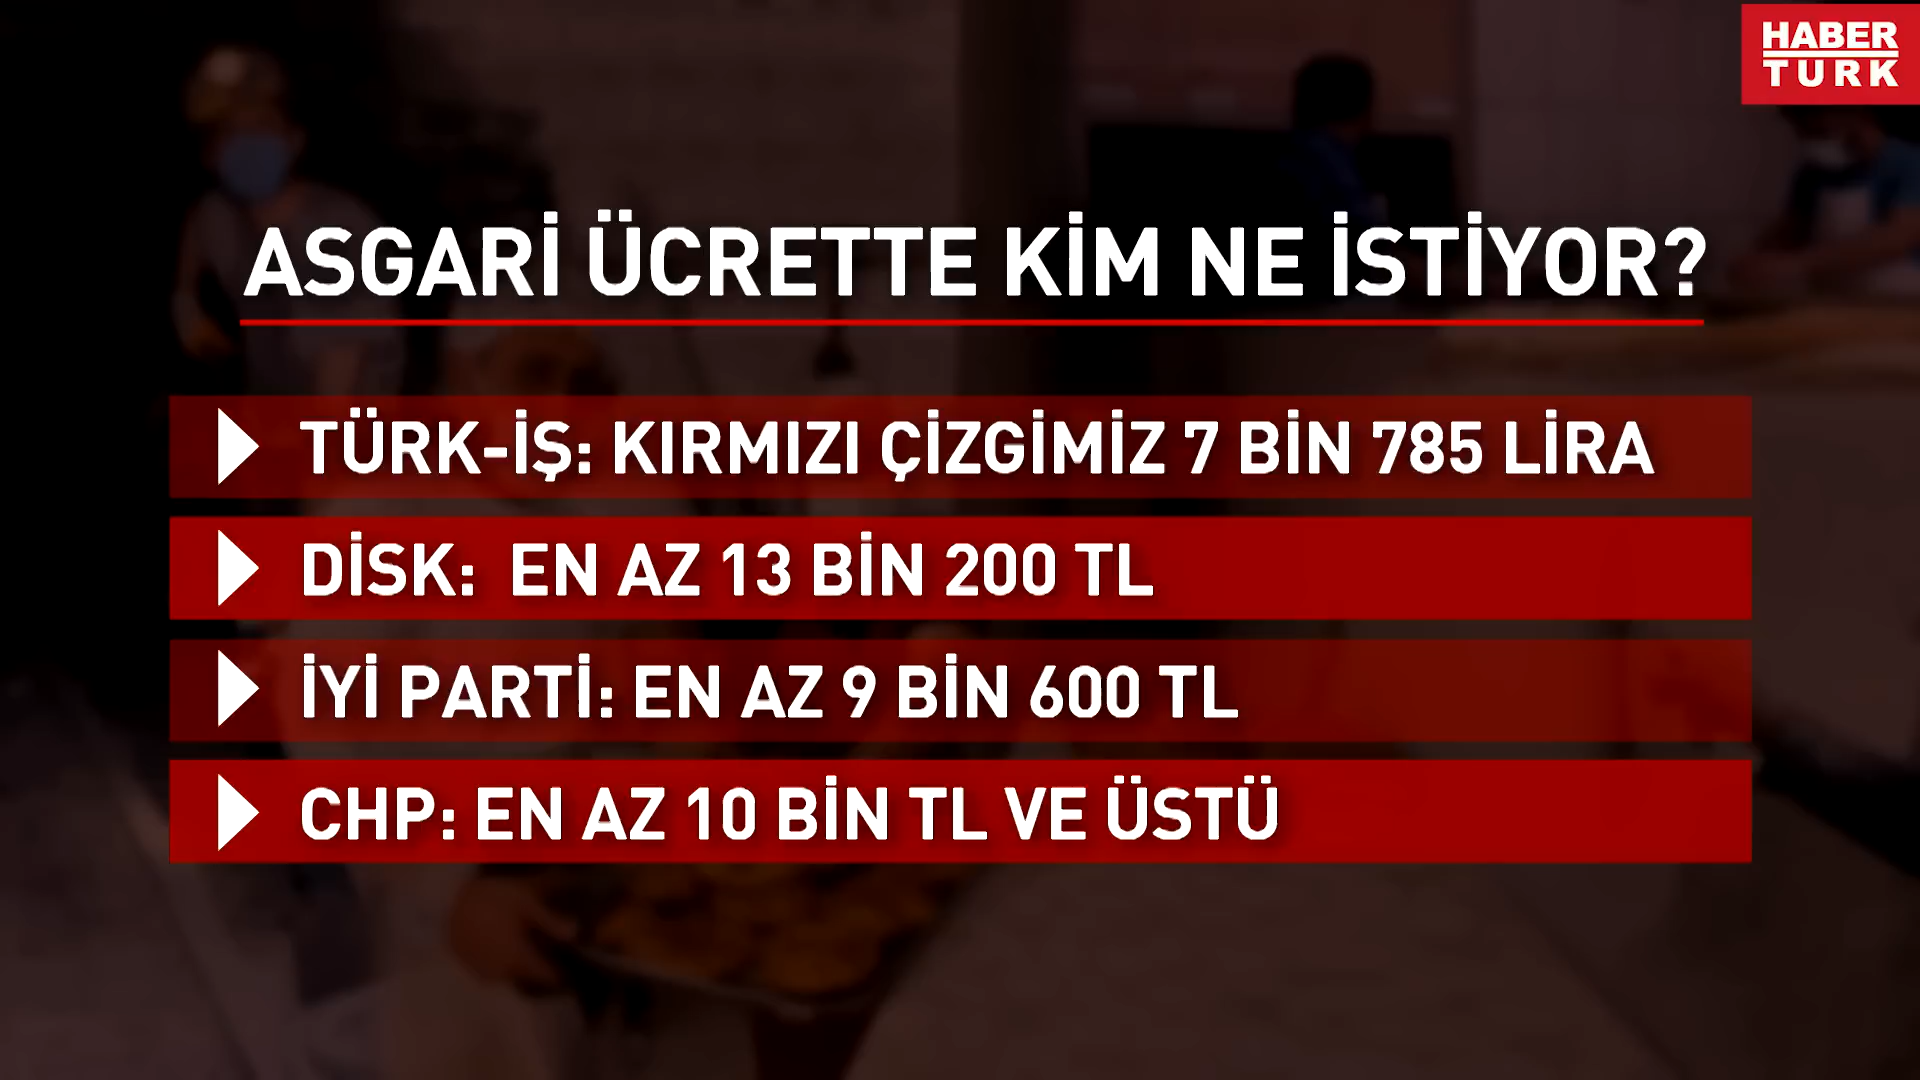 HABER
TURK
ASGARİ ÜCRETTE KİM NE İSTİYOR?
TÜRK-İŞ: KIRMIZI ÇİZGİMİZ 7 BİN 785 LİRA
DİSK: EN AZ 13 BİN 200 TL
İYİ PARTİ: EN AZ 9 BİN 600 TL
CHP: EN AZ 10 BİN TL VE ÜSTÜ